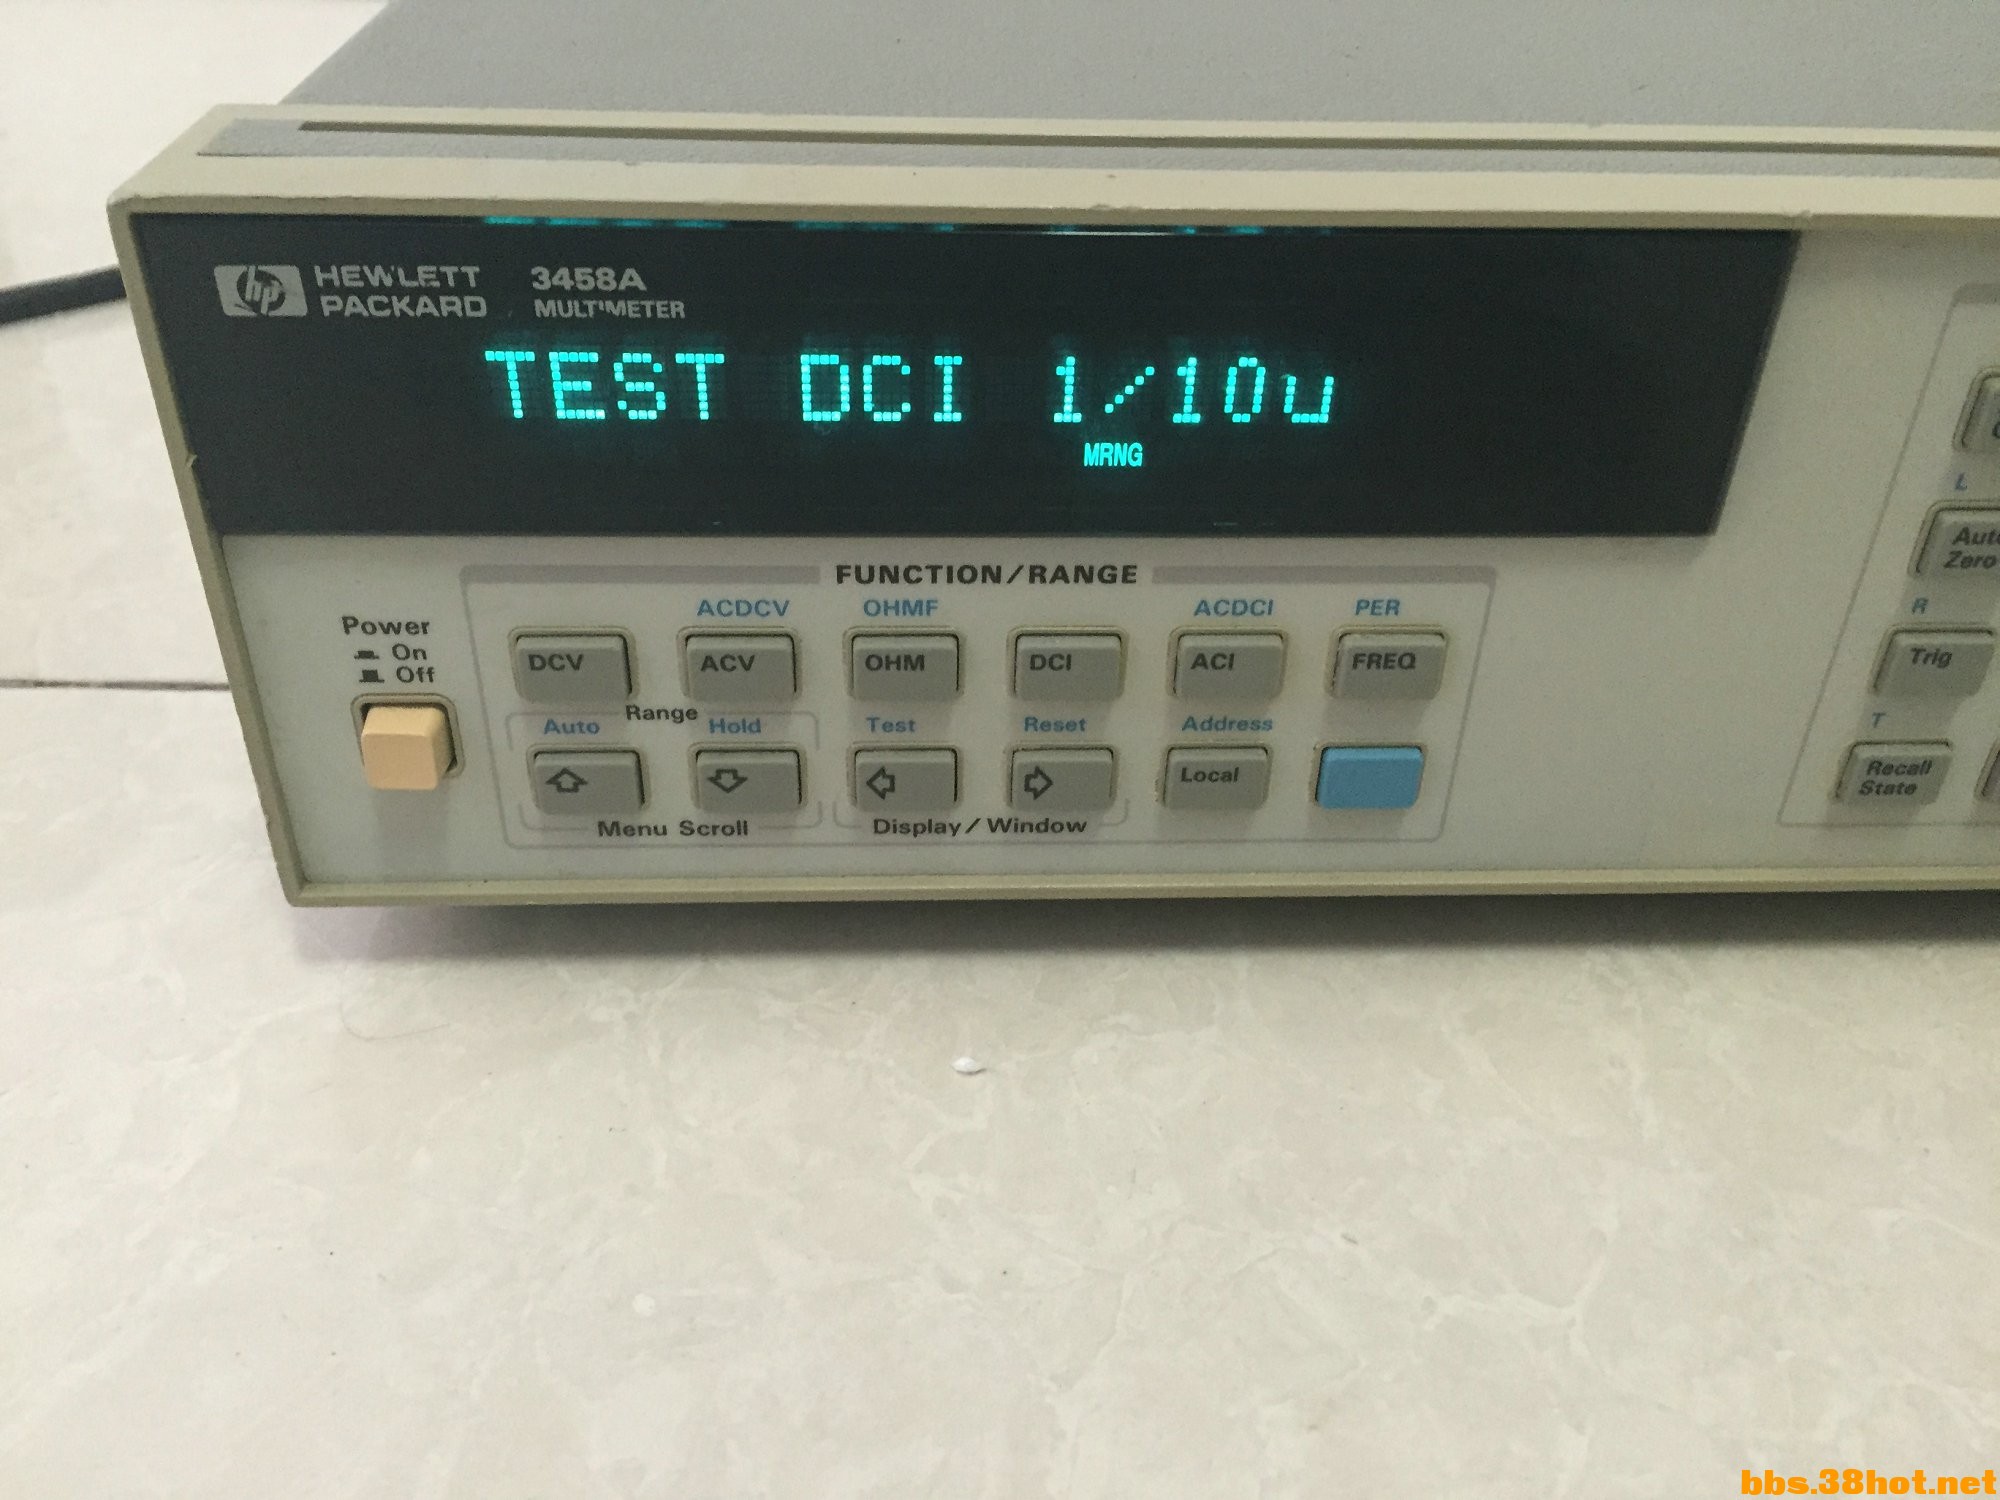 hp HEWLETT PACKARD
3458A MULTIMETER
TEST DCI 1/10u
MRNG
FUNCTION/RANGE
Power
On
Off
ACDCV OHMF ACDCI PER
DCV ACV OHM DCI ACI FREQ
Range
Auto Hold Test Reset Address
Local
Menu Scroll Display/Window
L
Auto Zero
R
Trig
T
Recall State
bbs.38hot.net